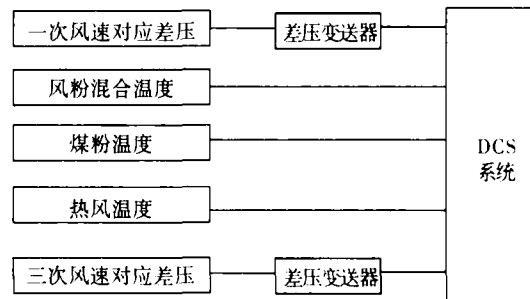 一次风速对应差压
差压变送器
风粉混合温度
煤粉温度
DCS
系统
热风温度
三次风速对应差压
差压变送器